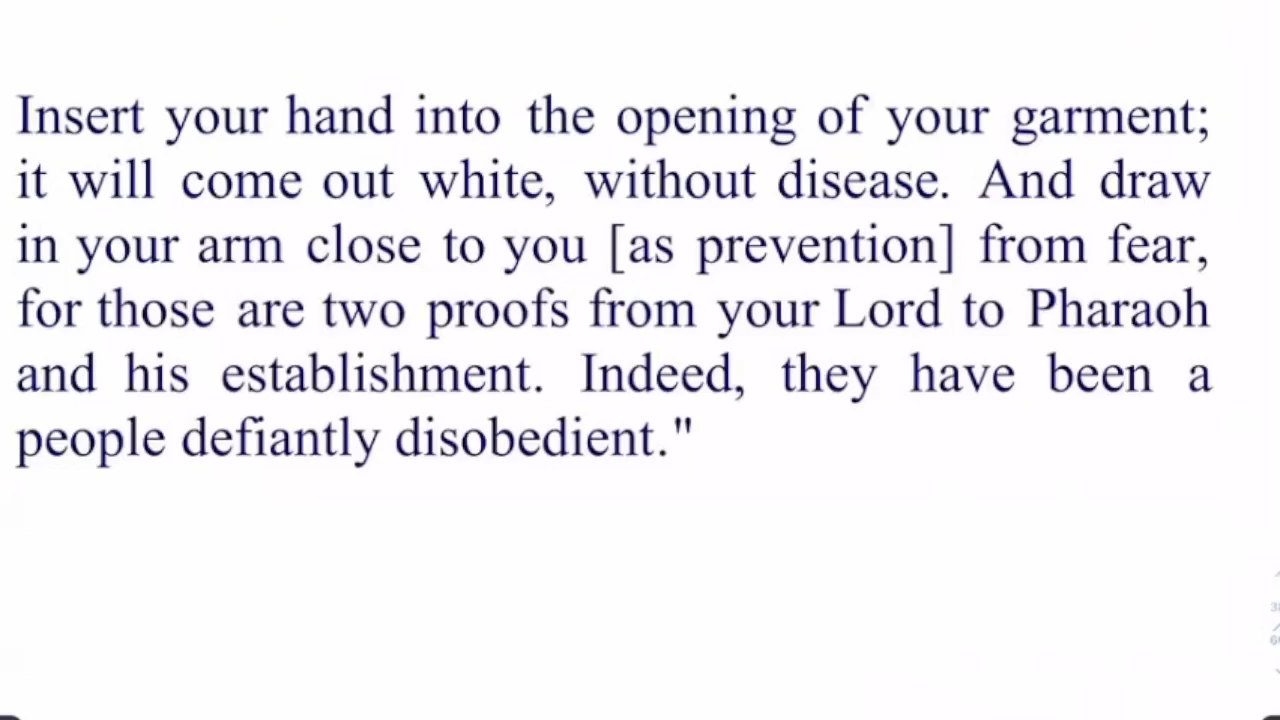 Insert your hand into the opening of your garment;
it will come out white, without disease. And draw
in your arm close to you [as prevention] from fear,
for those are two proofs from your Lord to Pharaoh
and his establishment. Indeed, they have been a
people defiantly disobedient."